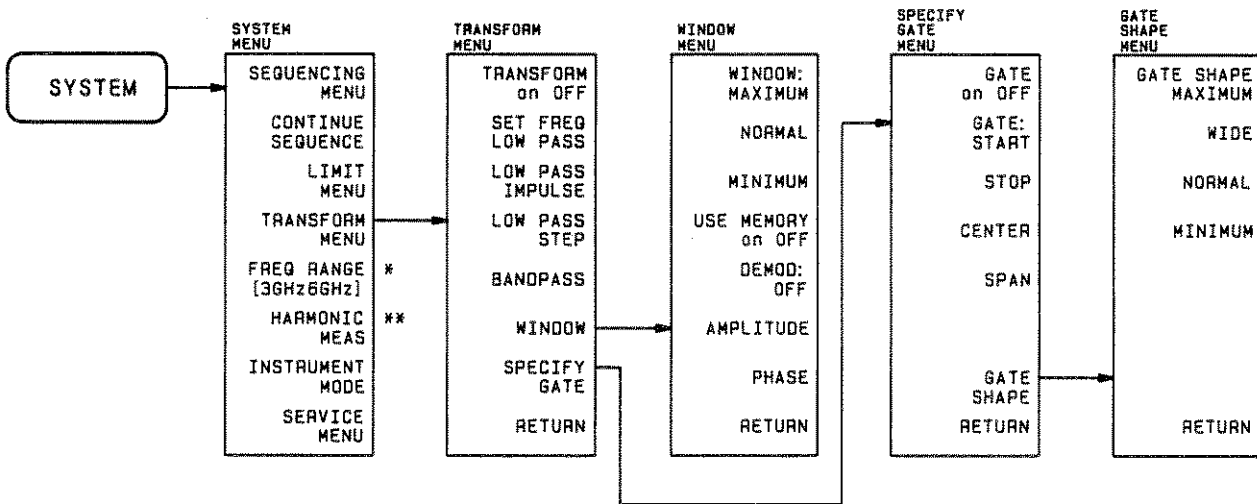 SYSTEM
SYSTEM
MENU
SEQUENCING
MENU
CONTINUE
SEQUENCE
LIMIT
MENU
TRANSFORM
MENU
FREQ RANGE *
[3GHz6GHz]
HARMONIC **
MEAS
INSTRUMENT
MODE
SERVICE
MENU
TRANSFORM
MENU
TRANSFORM
on OFF
SET FREQ
LOW PASS
LOW PASS
IMPULSE
LOW PASS
STEP
BANDPASS
WINDOW
SPECIFY
GATE
RETURN
WINDOW
MENU
WINDOW:
MAXIMUM
NORMAL
MINIMUM
USE MEMORY
on OFF
DEMOD:
OFF
AMPLITUDE
PHASE
RETURN
SPECIFY
GATE
MENU
GATE
on OFF
GATE:
START
STOP
CENTER
SPAN
GATE
SHAPE
RETURN
GATE
SHAPE
MENU
GATE SHAPE
MAXIMUM
WIDE
NORMAL
MINIMUM
RETURN